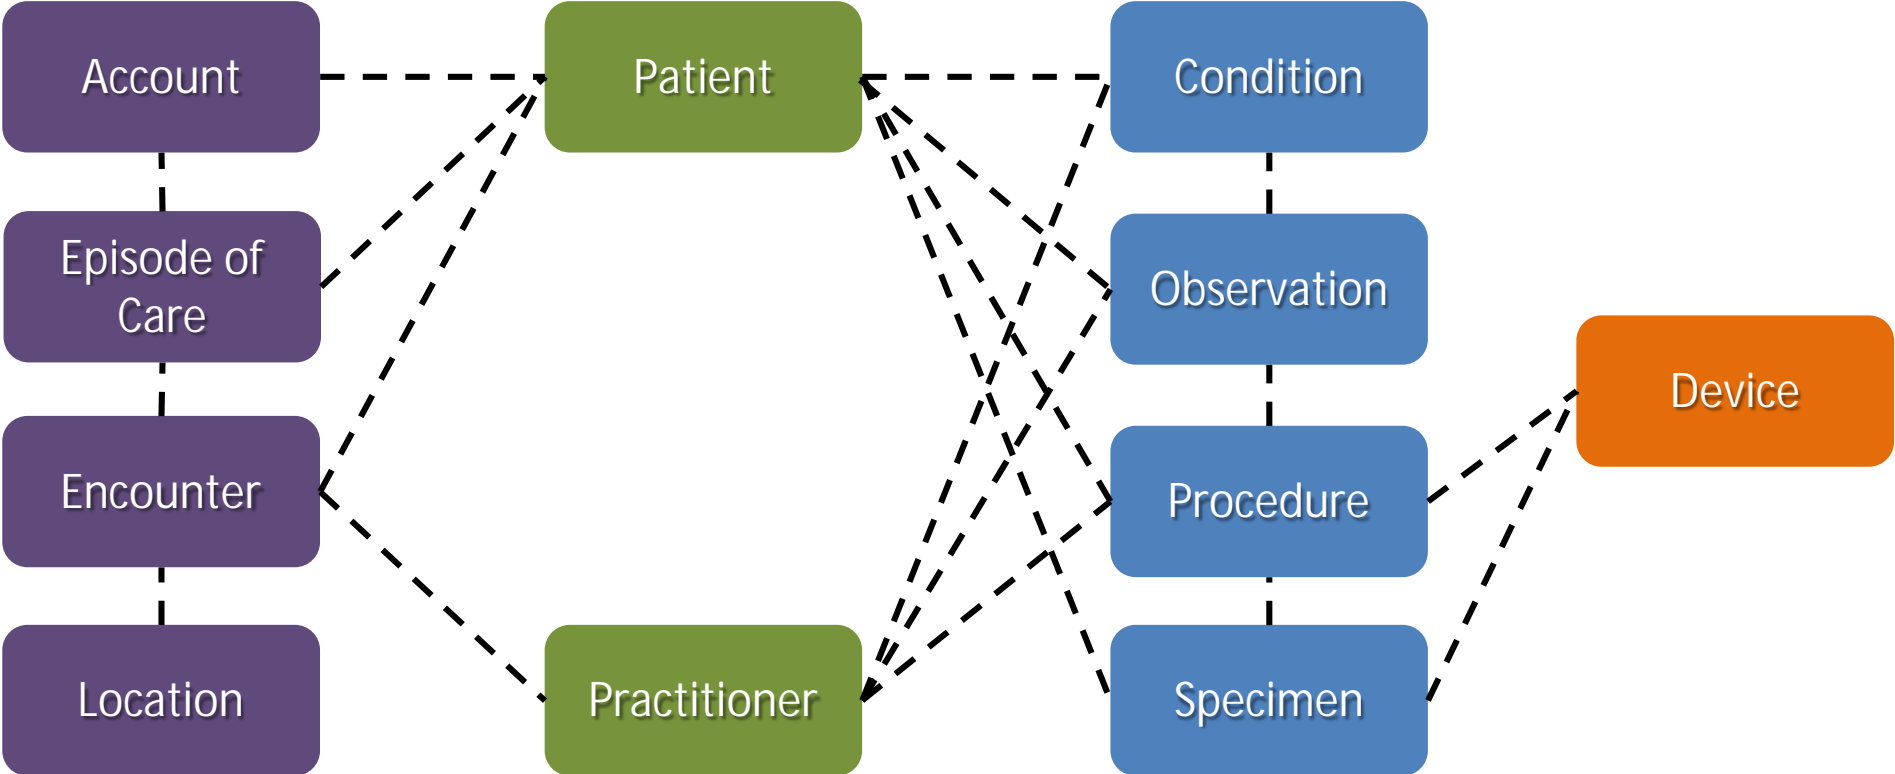 Account
Patient
Condition
Episode of
Care
Observation
Device
Encounter
Procedure
Location
Practitioner
Specimen